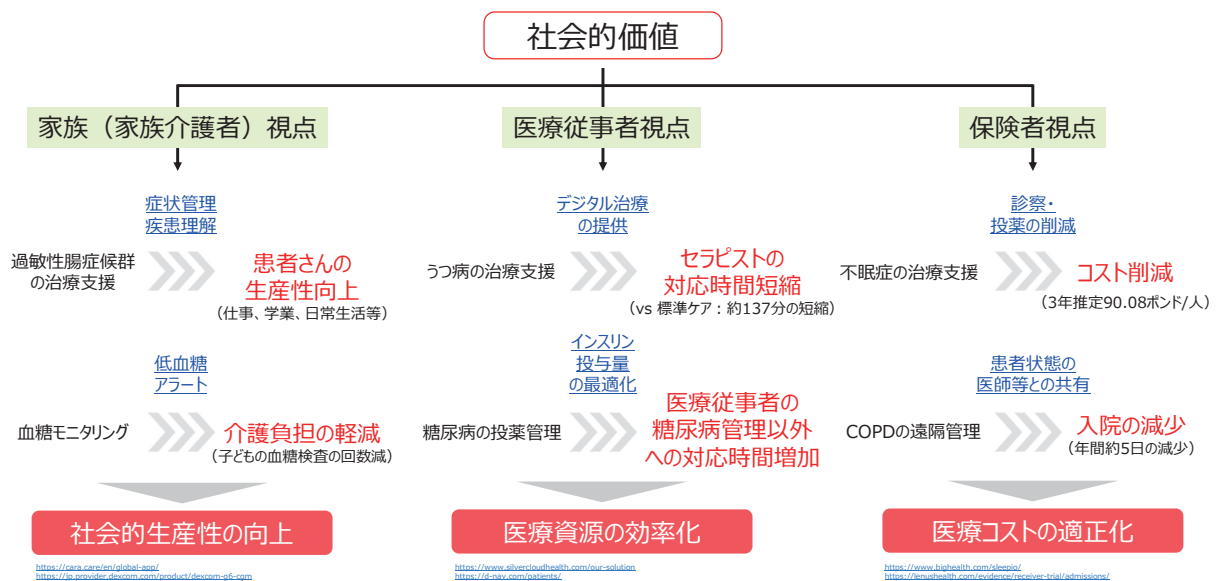 社会的価値
家族（家族介護者）視点
症状管理
疾患理解
過敏性腸症候群
の治療支援
患者さんの
生産性向上
（仕事、学業、日常生活等）
低血糖
アラート
血糖モニタリング
介護負担の軽減
（子どもの血糖検査の回数減）
社会的生産性の向上
https://cara.care/en/global-app/
https://jp.provider.dexcom.com/product/dexcom-g6-cgm
医療従事者視点
デジタル治療
の提供
うつ病の治療支援
セラピストの
対応時間短縮
（vs 標準ケア：約137分の短縮）
インスリン
投与量
の最適化
糖尿病の投薬管理
医療従事者の
糖尿病管理以外
への対応時間増加
医療資源の効率化
https://www.silvercloudhealth.com/our-solution
https://d-nav.com/patients/
保険者視点
診察・
投薬の削減
不眠症の治療支援
コスト削減
（3年推定90.08ポンド/人）
患者状態の
医師等との共有
COPDの遠隔管理
入院の減少
（年間約5日の減少）
医療コストの適正化
https://www.bighealth.com/sleepio/
https://lenushealth.com/evidence/receiver-trial/admissions/